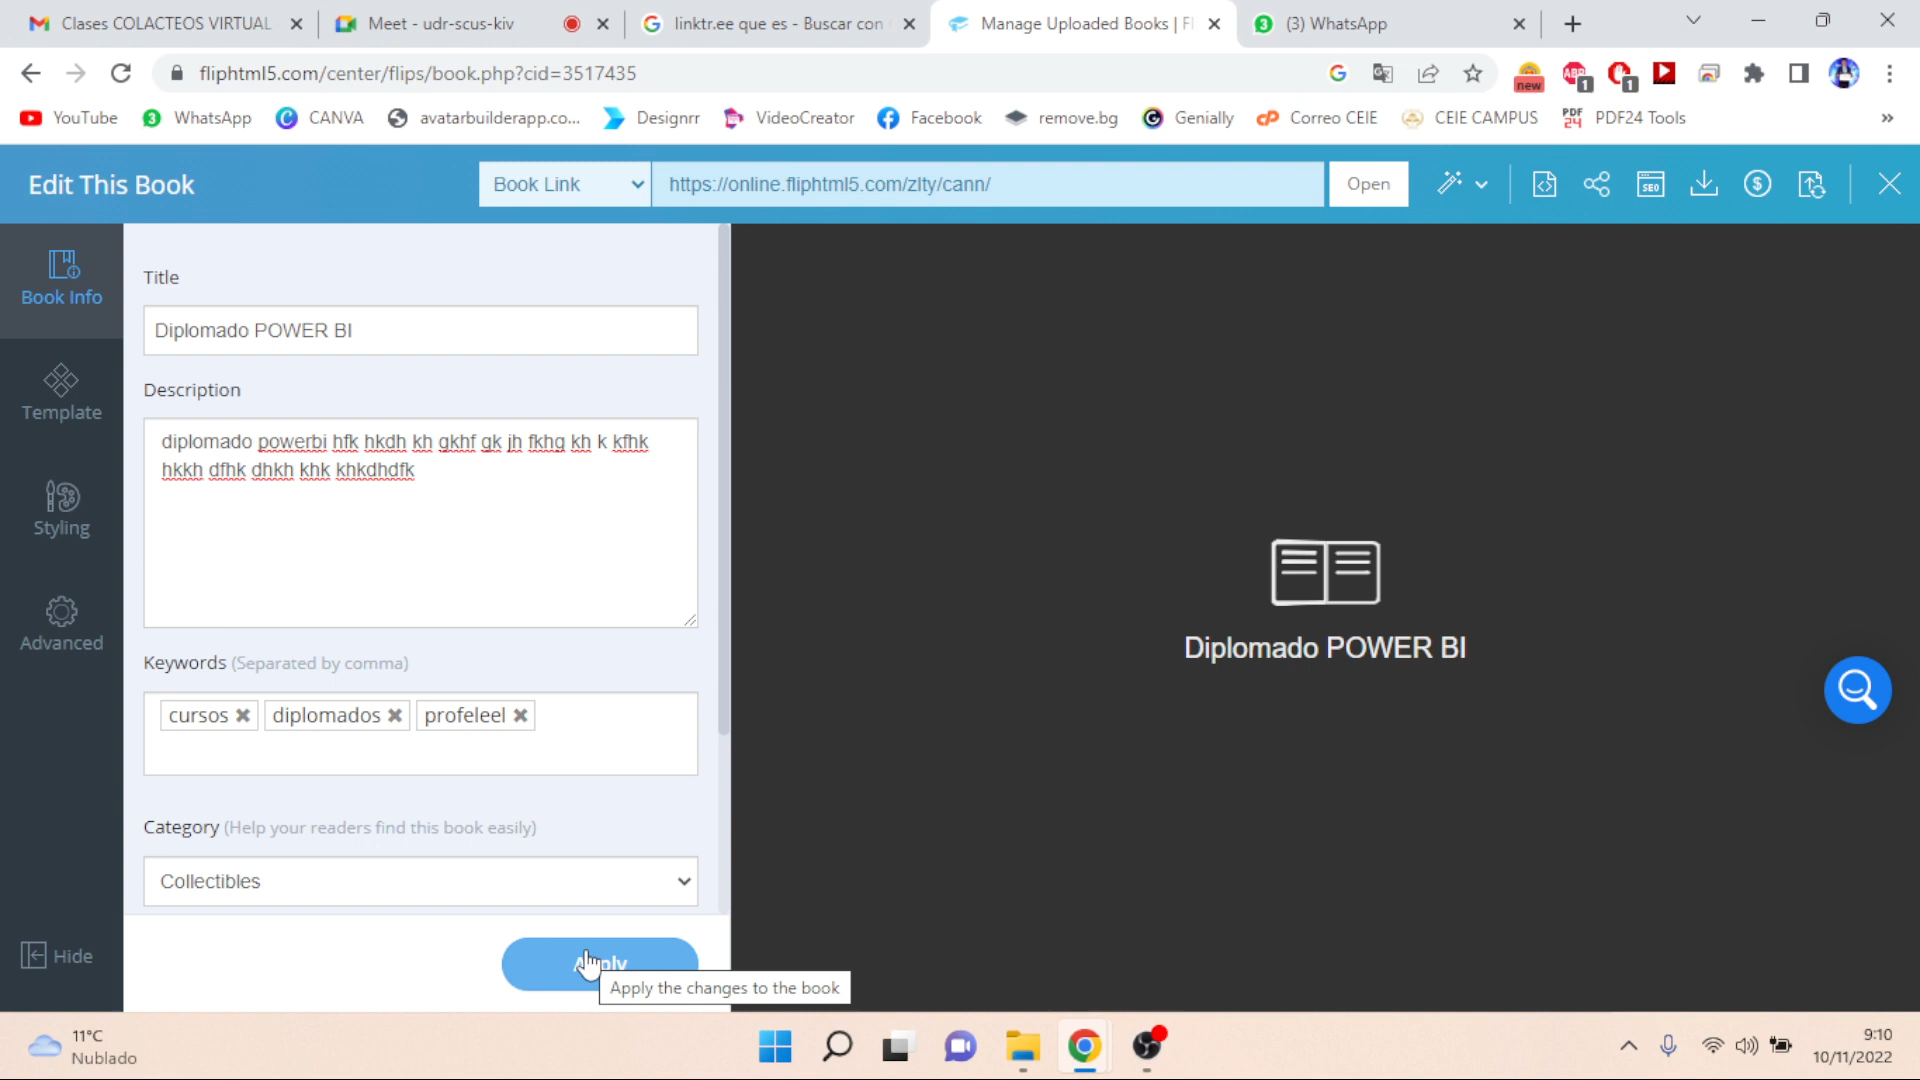 Clases COLACTEOS VIRTUAL
Meet - udr-scus-kiv
linktr.ee que es - Buscar con
Manage Uploaded Books | Fl
(3) WhatsApp
fliphtml5.com/center/flips/book.php?cid=3517435
new
ABP
1
1
YouTube
3 WhatsApp
CANVA
avatarbuilderapp.co...
Designrr
VideoCreator
Facebook
remove.bg
Genially
Correo CEIE
CEIE CAMPUS
PDF24 Tools
»
Edit This Book
Book Link
https://online.fliphtml5.com/zlty/cann/
Open
SEO
Book Info
Template
Styling
Advanced
Hide
Title
Diplomado POWER BI
Description
diplomado powerbi hfk hkdh kh gkhf gk jh fkhg kh k kfhk
hkkh dfhk dhkh khk khkdhdfk
Keywords (Separated by comma)
cursos ✖ diplomados ✖ profeleel ✖
Category (Help your readers find this book easily)
Collectibles
Apply the changes to the book
Diplomado POWER BI
11°C
Nublado
9:10
10/11/2022